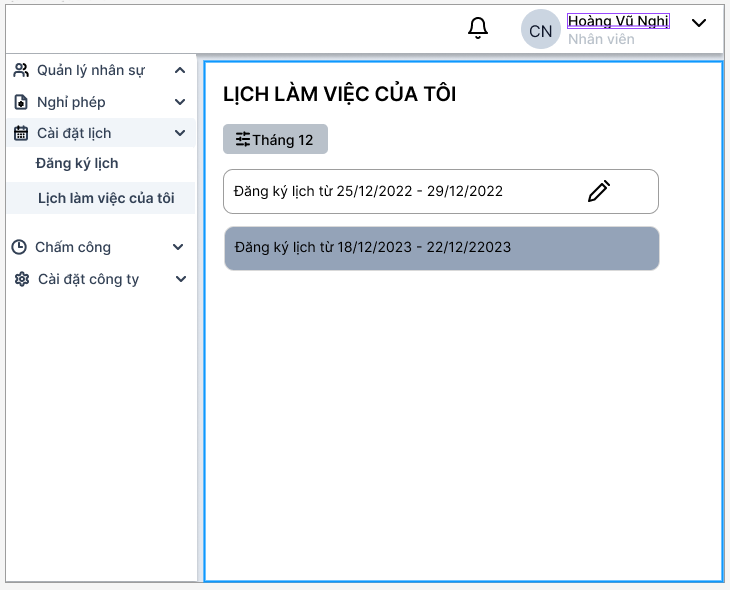 CN
Hoàng Vũ Nghị
Nhân viên
Quản lý nhân sự
Nghỉ phép
Cài đặt lịch
Đăng ký lịch
Lịch làm việc của tôi
Chấm công
Cài đặt công ty
LỊCH LÀM VIỆC CỦA TÔI
Tháng 12
Đăng ký lịch từ 25/12/2022 - 29/12/2022
Đăng ký lịch từ 18/12/2023 - 22/12/22023